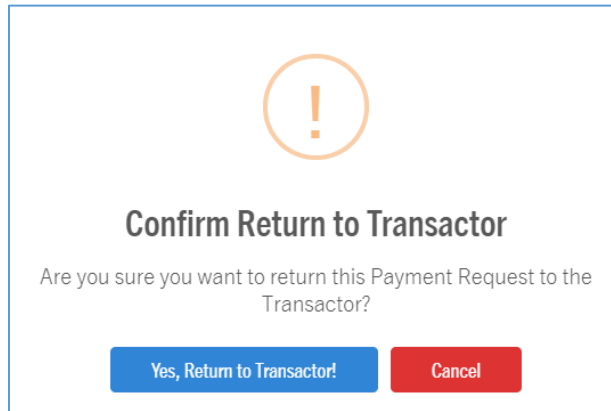 !
Confirm Return to Transactor
Are you sure you want to return this Payment Request to the
Transactor?
Yes, Return to Transactor!
Cancel